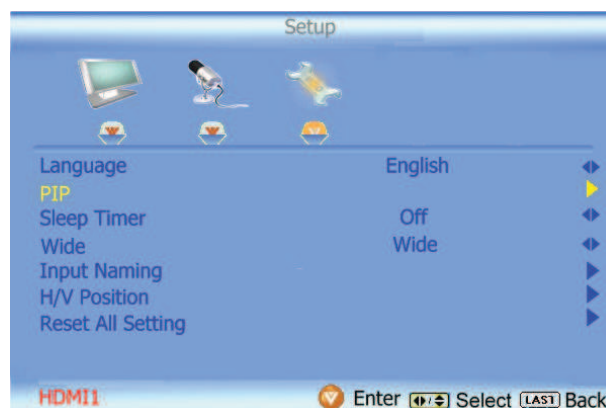 Setup
Language English
PIP
Sleep Timer Off
Wide Wide
Input Naming
H/V Position
Reset All Setting
HDMI1 Enter Select LAST Back